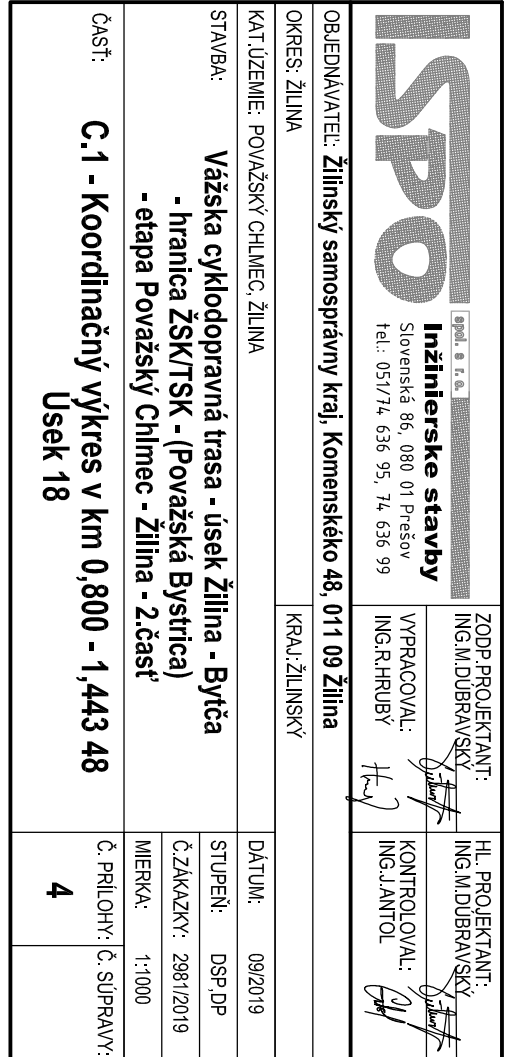 ISPO
spol. s r. o.
Inžinierske stavby
Slovenská 86, 080 01 Prešov
tel.: 051/74 636 95, 74 636 99
ZODP.PROJEKTANT:
ING.M.DÚBRAVSKÝ
HL. PROJEKTANT:
ING.M.DÚBRAVSKÝ
VYPRACOVAL:
ING.R.HRUBÝ
KONTROLOVAL:
ING.J.ANTOL
OBJEDNÁVATEĽ: Žilinský samosprávny kraj, Komenského 48, 011 09 Žilina
OKRES: ŽILINA
KRAJ:ŽILINSKÝ
KAT.ÚZEMIE: POVAŽSKÝ CHLMEC, ŽILINA
DÁTUM: 09/2019
STAVBA:
Vážska cyklodopravná trasa - úsek Žilina - Bytča
- hranica ŽSK/TSK - (Považská Bystrica)
- etapa Považský Chlmec - Žilina - 2.časť
STUPEŇ: DSP,DP
Č.ZÁKAZKY: 2981/2019
MIERKA: 1:1000
ČASŤ:
C.1 - Koordinačný výkres v km 0,800 - 1,443 48
Úsek 18
Č. PRÍLOHY:
4
Č. SÚPRAVY: